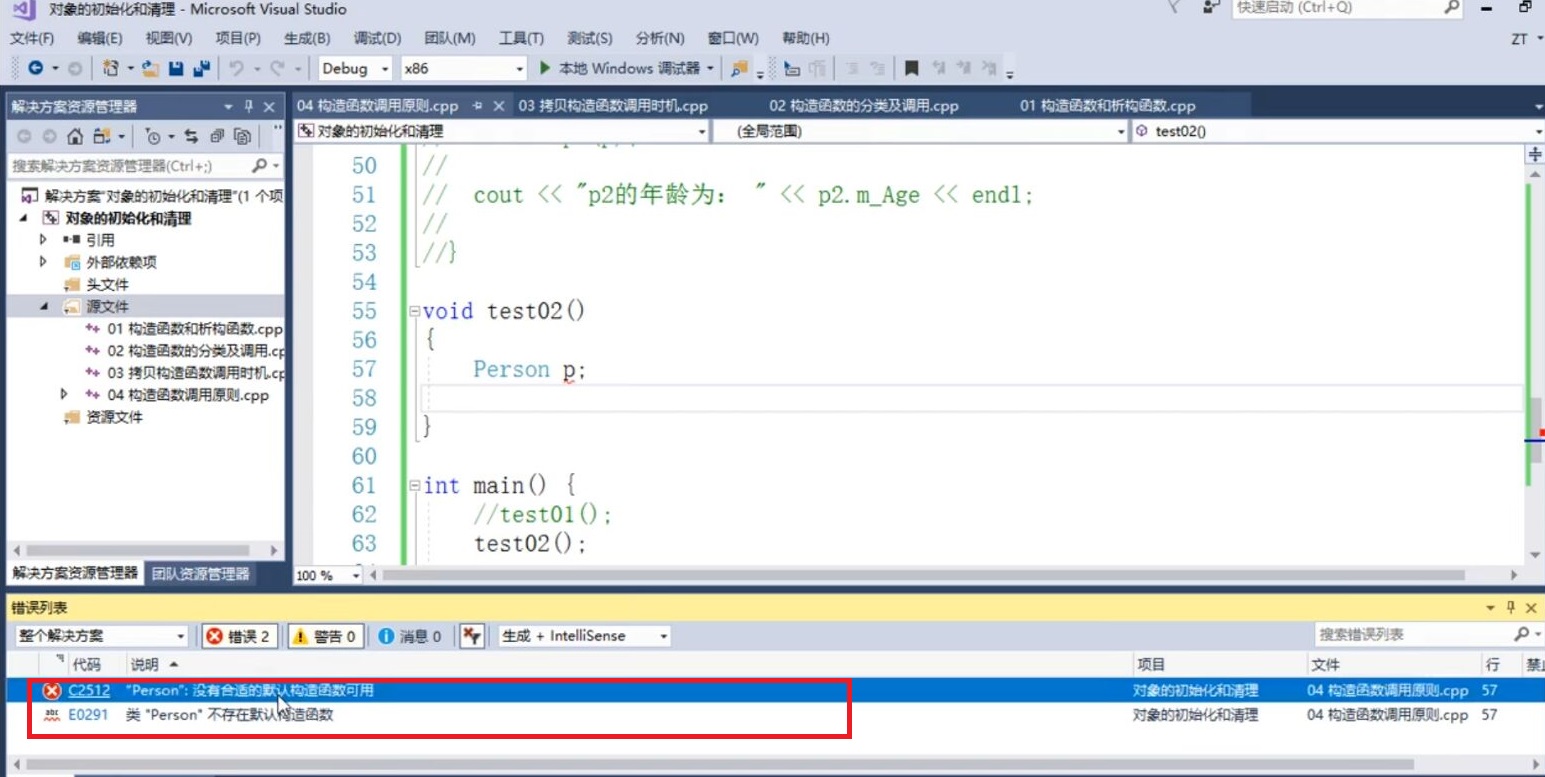 对象的初始化和清理 - Microsoft Visual Studio
快速启动 (Ctrl+Q)
文件(F) 编辑(E) 视图(V) 项目(P) 生成(B) 调试(D) 团队(M) 工具(T) 测试(S) 分析(N) 窗口(W) 帮助(H)
ZT
Debug x86 本地 Windows 调试器
解决方案资源管理器
搜索解决方案资源管理器(Ctrl+;)
解决方案"对象的初始化和清理"(1 个项
对象的初始化和清理
引用
外部依赖项
头文件
源文件
01 构造函数和析构函数.cpp
02 构造函数的分类及调用.cp
03 拷贝构造函数调用时机.cp
04 构造函数调用原则.cpp
资源文件
解决方案资源管理器 团队资源管理器
04 构造函数调用原则.cpp 03 拷贝构造函数调用时机.cpp 02 构造函数的分类及调用.cpp 01 构造函数和析构函数.cpp
对象的初始化和清理 (全局范围) test02()
50 //
51 // cout << "p2的年龄为： " << p2.m_Age << endl;
52 //
53 //}
54
55 void test02()
56 {
57 Person p;
58
59 }
60
61 int main() {
62 //test01();
63 test02();
100 %
错误列表
整个解决方案 错误 2 警告 0 消息 0 生成 + IntelliSense 搜索错误列表
代码 说明 项目 文件 行
C2512 "Person": 没有合适的默认构造函数可用 对象的初始化和清理 04 构造函数调用原则.cpp 57
abc E0291 类 "Person" 不存在默认构造函数 对象的初始化和清理 04 构造函数调用原则.cpp 57